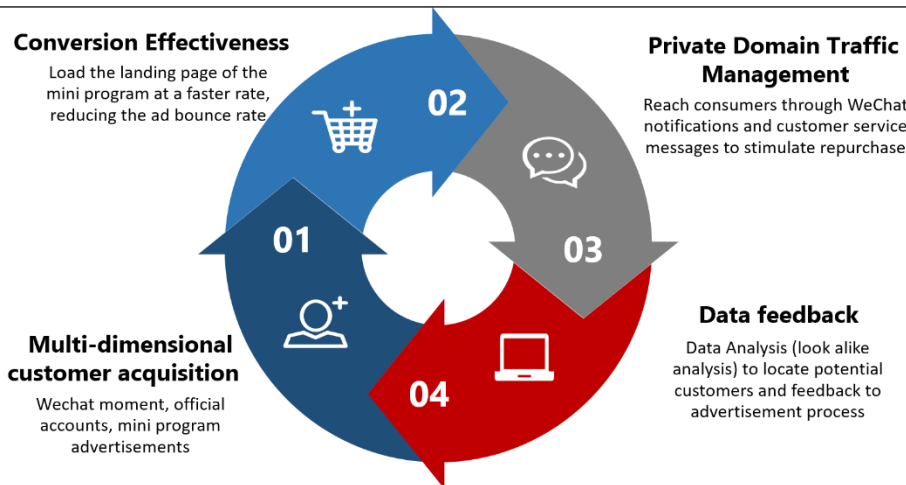 Conversion Effectiveness
Load the landing page of the
mini program at a faster rate,
reducing the ad bounce rate
02
Private Domain Traffic
Management
Reach consumers through WeChat
notifications and customer service
messages to stimulate repurchase
01
03
Multi-dimensional
customer acquisition
Wechat moment, official
accounts, mini program
advertisements
04
Data feedback
Data Analysis (look alike
analysis) to locate potential
customers and feedback to
advertisement process